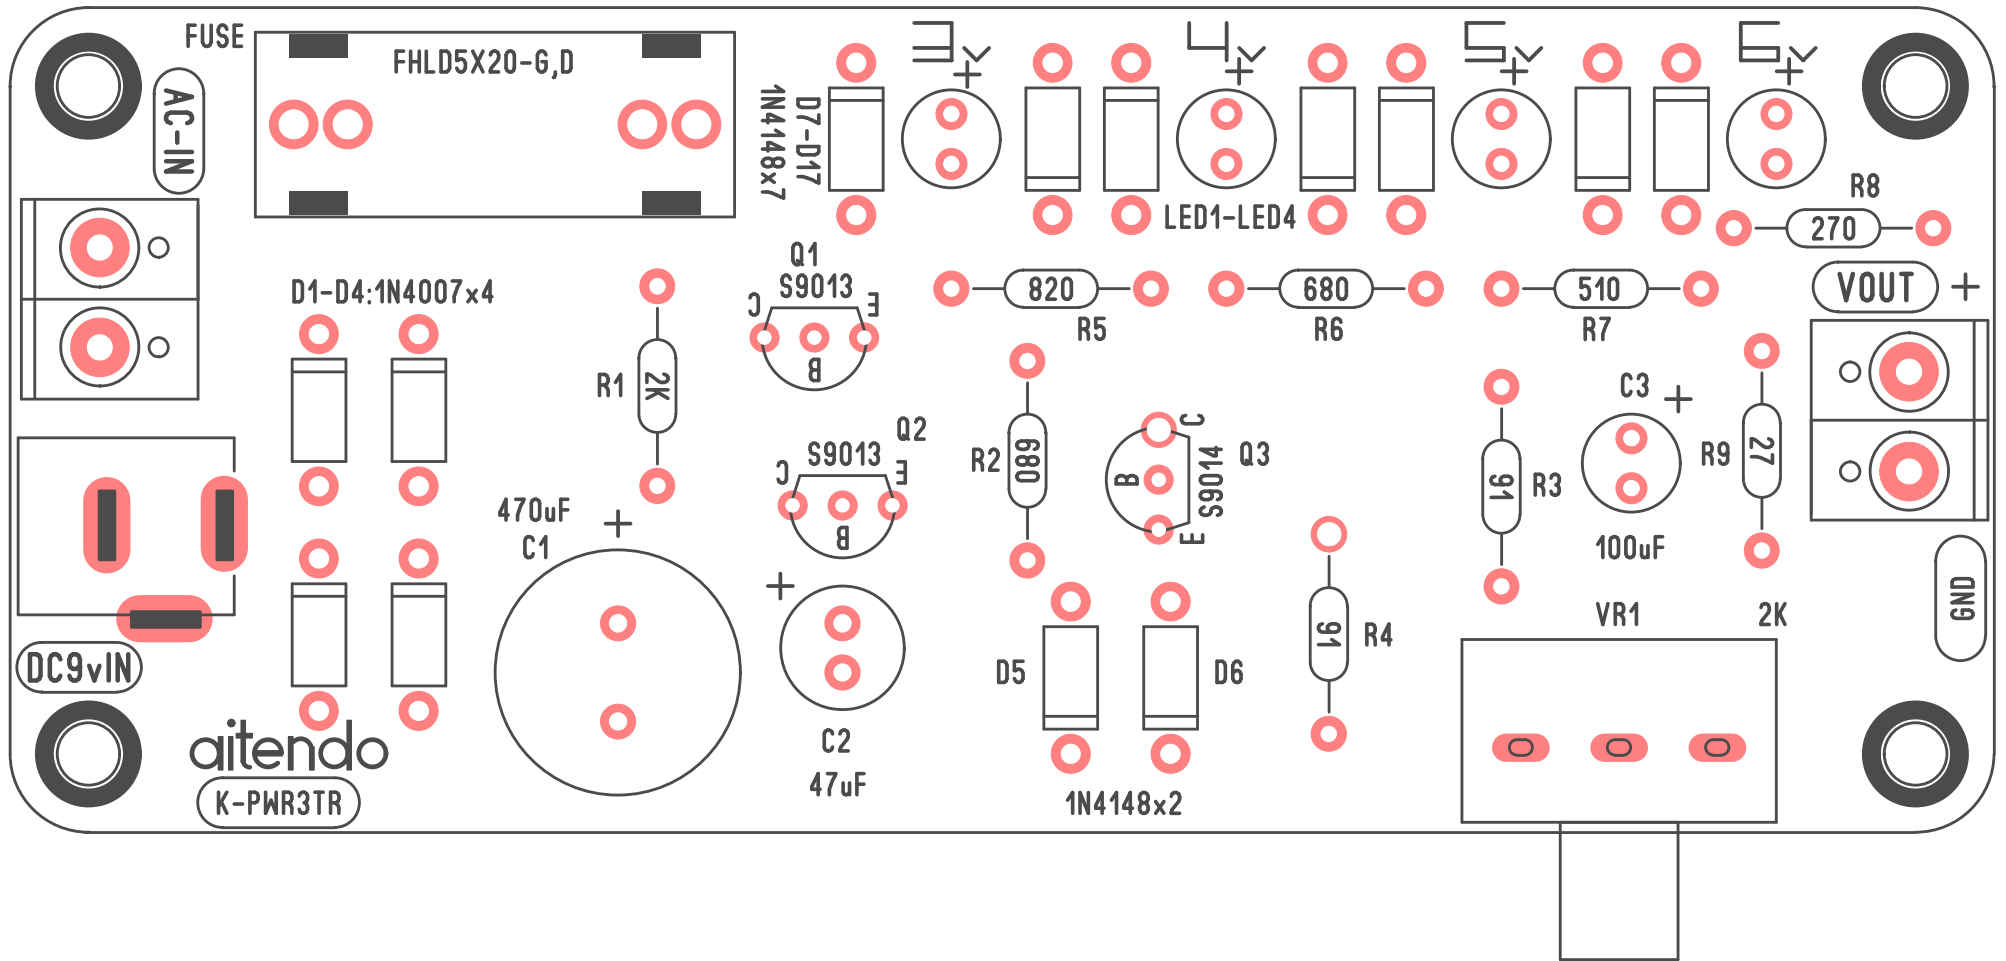 FUSE
FHLD5X20-G,D
AC-IN
D7-D17
1N4148x7
3v
+
4v
+
5v
+
6v
+
LED1-LED4
R8
270
VOUT +
Q1
S9013
C
E
B
D1-D4:1N4007x4
R1
2K
820
R5
680
R6
510
R7
Q2
S9013
C
E
B
R2
680
C
B
E
S9014
Q3
R3
91
C3
+
100uF
R9
27
470uF
C1
+
+
C2
47uF
D5
D6
1N4148x2
91
R4
VR1
2K
GND
DC9vIN
aitendo
K-PWR3TR